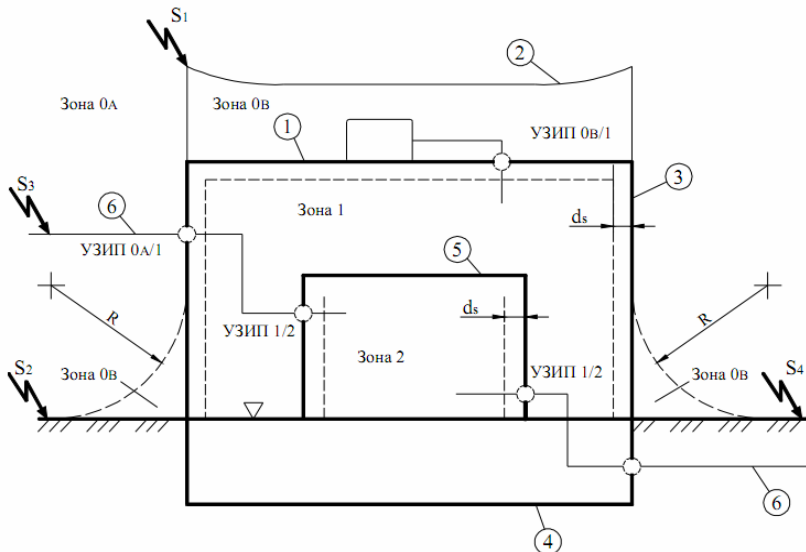 S1
2
Зона 0А
Зона 0В
1
УЗИП 0В/1
3
S3
6
Зона 1
ds
УЗИП 0А/1
5
R
ds
R
УЗИП 1/2
Зона 2
S2
Зона 0В
УЗИП 1/2
Зона 0В
S4
6
4